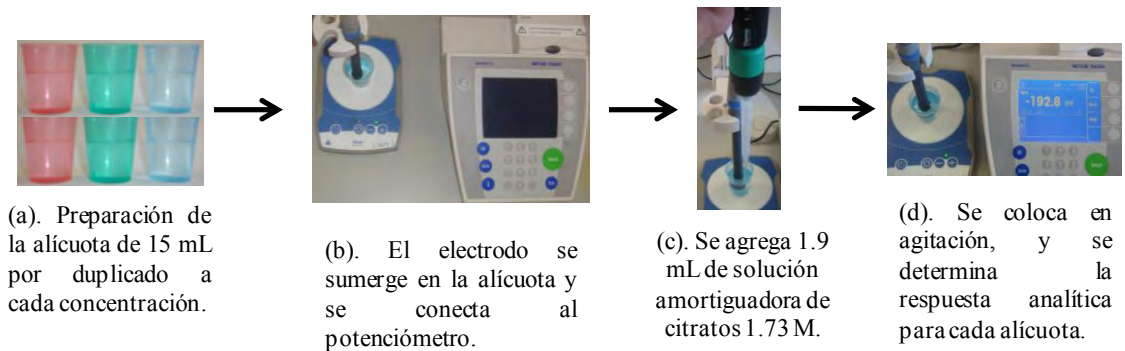 (a). Preparación de
la alícuota de 15 mL
por duplicado a
cada concentración.
(b). El electrodo se
sumerge en la alícuota y
se conecta al
potenciómetro.
(c). Se agrega 1.9
mL de solución
amortiguadora de
citratos 1.73 M.
-192.8
(d). Se coloca en
agitación, y se
determina la
respuesta analítica
para cada alícuota.